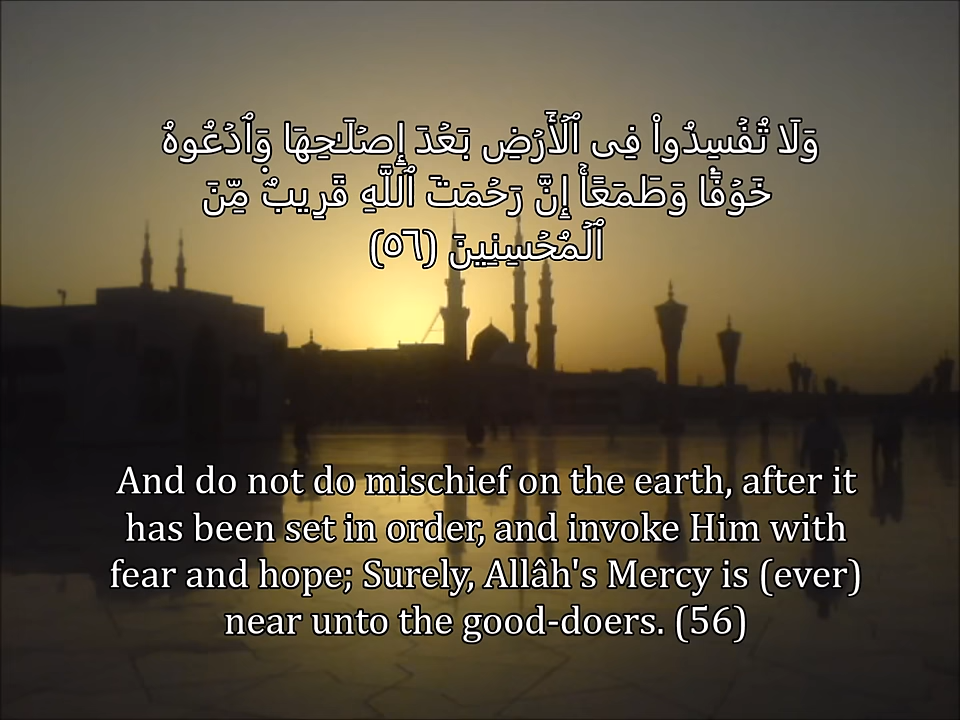 وَلَا تُفْسِدُوا۟ فِى ٱلْأَرْضِ بَعْدَ إِصْلَـٰحِهَا وَٱدْعُوهُ
خَوْفًا وَطَمَعًا ۚ إِنَّ رَحْمَتَ ٱللَّهِ قَرِيبٌ مِّنَ
ٱلْمُحْسِنِينَ (٥٦)
And do not do mischief on the earth, after it
has been set in order, and invoke Him with
fear and hope; Surely, Allâh's Mercy is (ever)
near unto the good-doers. (56)